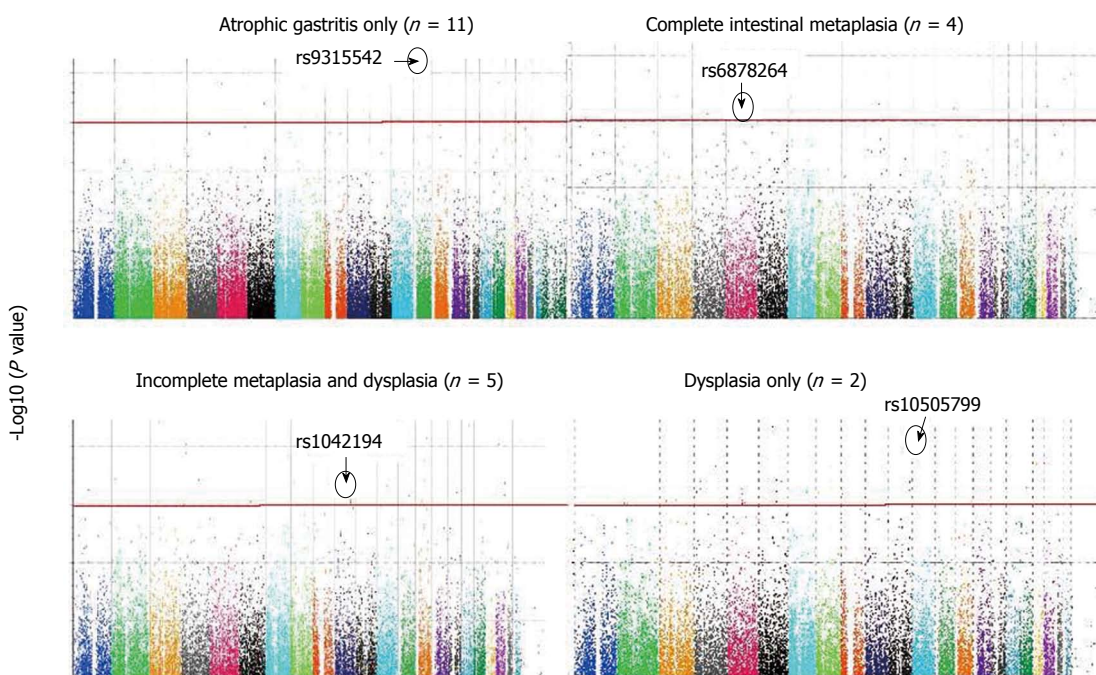 Atrophic gastritis only (n = 11)
rs9315542
Complete intestinal metaplasia (n = 4)
rs6878264
-Log10 (P value)
Incomplete metaplasia and dysplasia (n = 5)
rs1042194
Dysplasia only (n = 2)
rs10505799